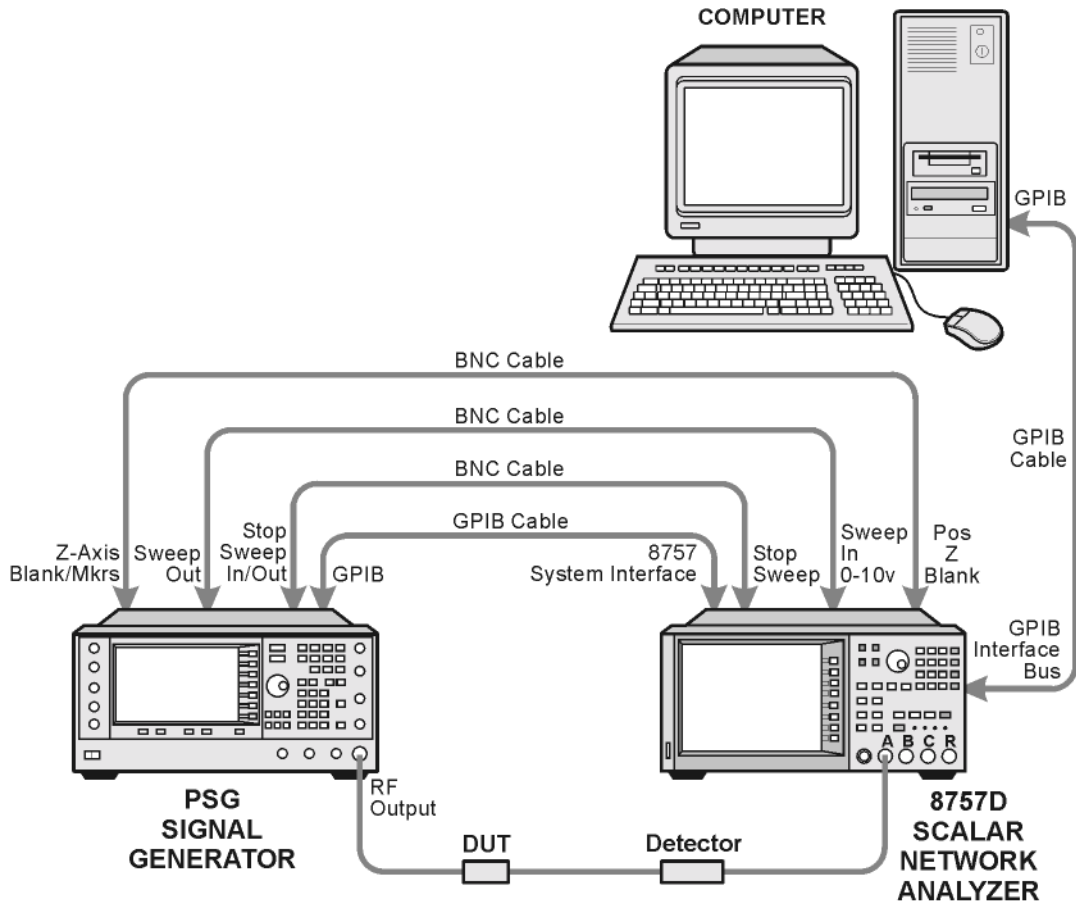 COMPUTER
GPIB
GPIB
Cable
BNC Cable
BNC Cable
BNC Cable
GPIB Cable
Z-Axis
Blank/Mkrs
Sweep
Out
Stop
Sweep
In/Out
GPIB
8757
System Interface
Stop
Sweep
Sweep
In
0-10v
Pos
Z
Blank
GPIB
Interface
Bus
A B C R
RF
Output
PSG
SIGNAL
GENERATOR
DUT
Detector
8757D
SCALAR
NETWORK
ANALYZER